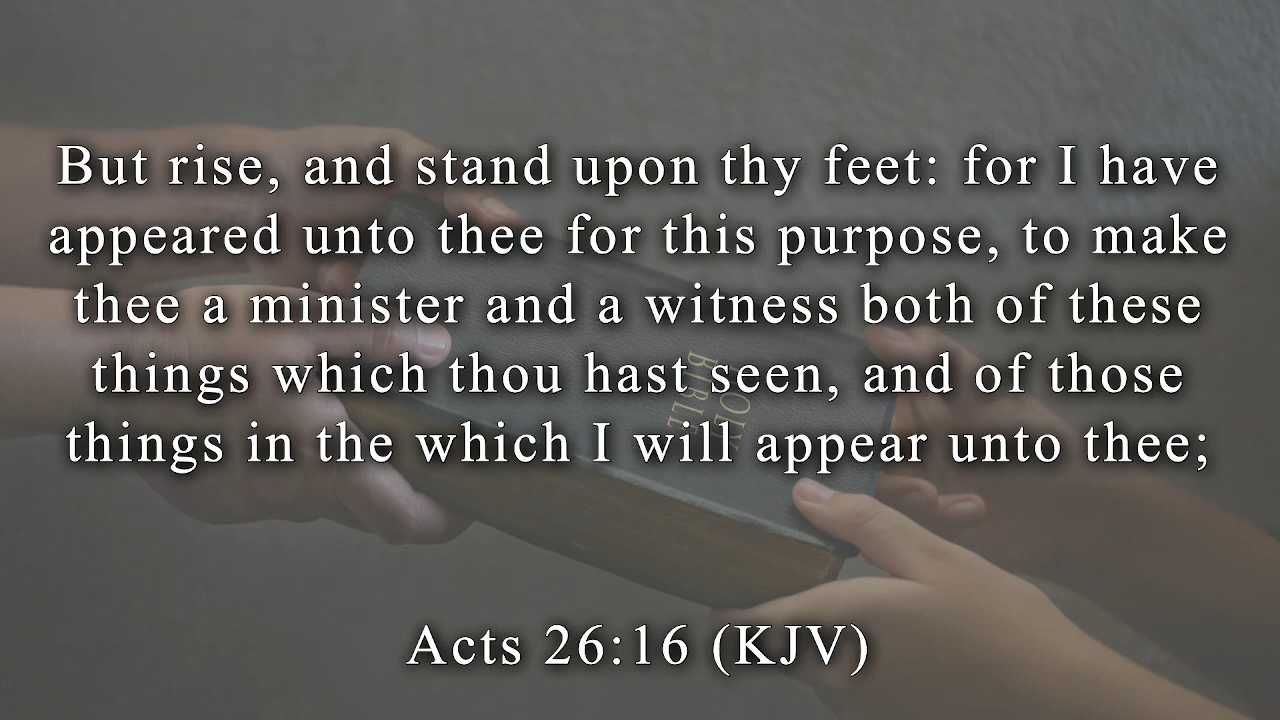 But rise, and stand upon thy feet: for I have
appeared unto thee for this purpose, to make
thee a minister and a witness both of these
things which thou hast seen, and of those
things in the which I will appear unto thee;
HOLY
BIBLE
Acts 26:16 (KJV)